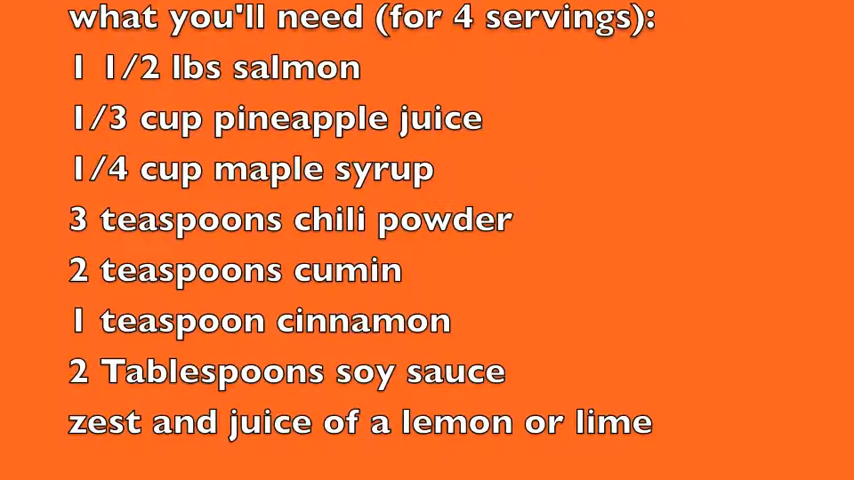 what you'll need (for 4 servings):
1 1/2 lbs salmon
1/3 cup pineapple juice
1/4 cup maple syrup
3 teaspoons chili powder
2 teaspoons cumin
1 teaspoon cinnamon
2 Tablespoons soy sauce
zest and juice of a lemon or lime